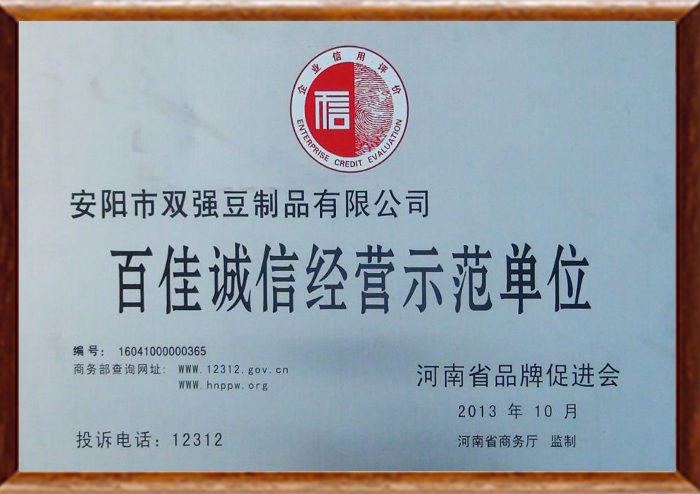 企业信用评价
信
ENTERPRISE CREDIT EVALUATION
安阳市双强豆制品有限公司
百佳诚信经营示范单位
编号：16041000000365
商务部查询网址：WWW.12312.gov.cn
WWW.hnppw.org
投诉电话：12312
河南省品牌促进会
2013 年 10 月
河南省商务厅 监制